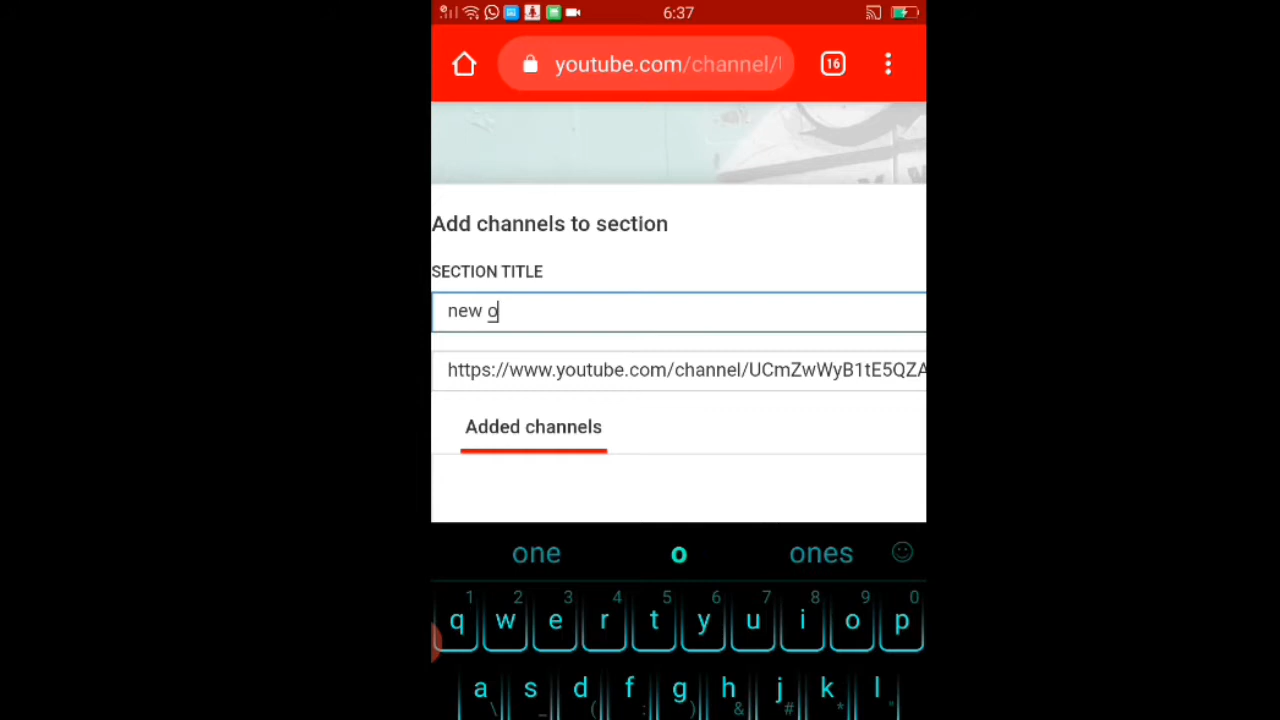 6:37
youtube.com/channel/
16
Add channels to section
SECTION TITLE
new o
https://www.youtube.com/channel/UCmZwWyB1tE5QZA
Added channels
one o ones
1 2 3 4 5 6 7 8 9 0
q w e r t y u i o p
a s d f g h j k l
\ _ ( : ) & # * "